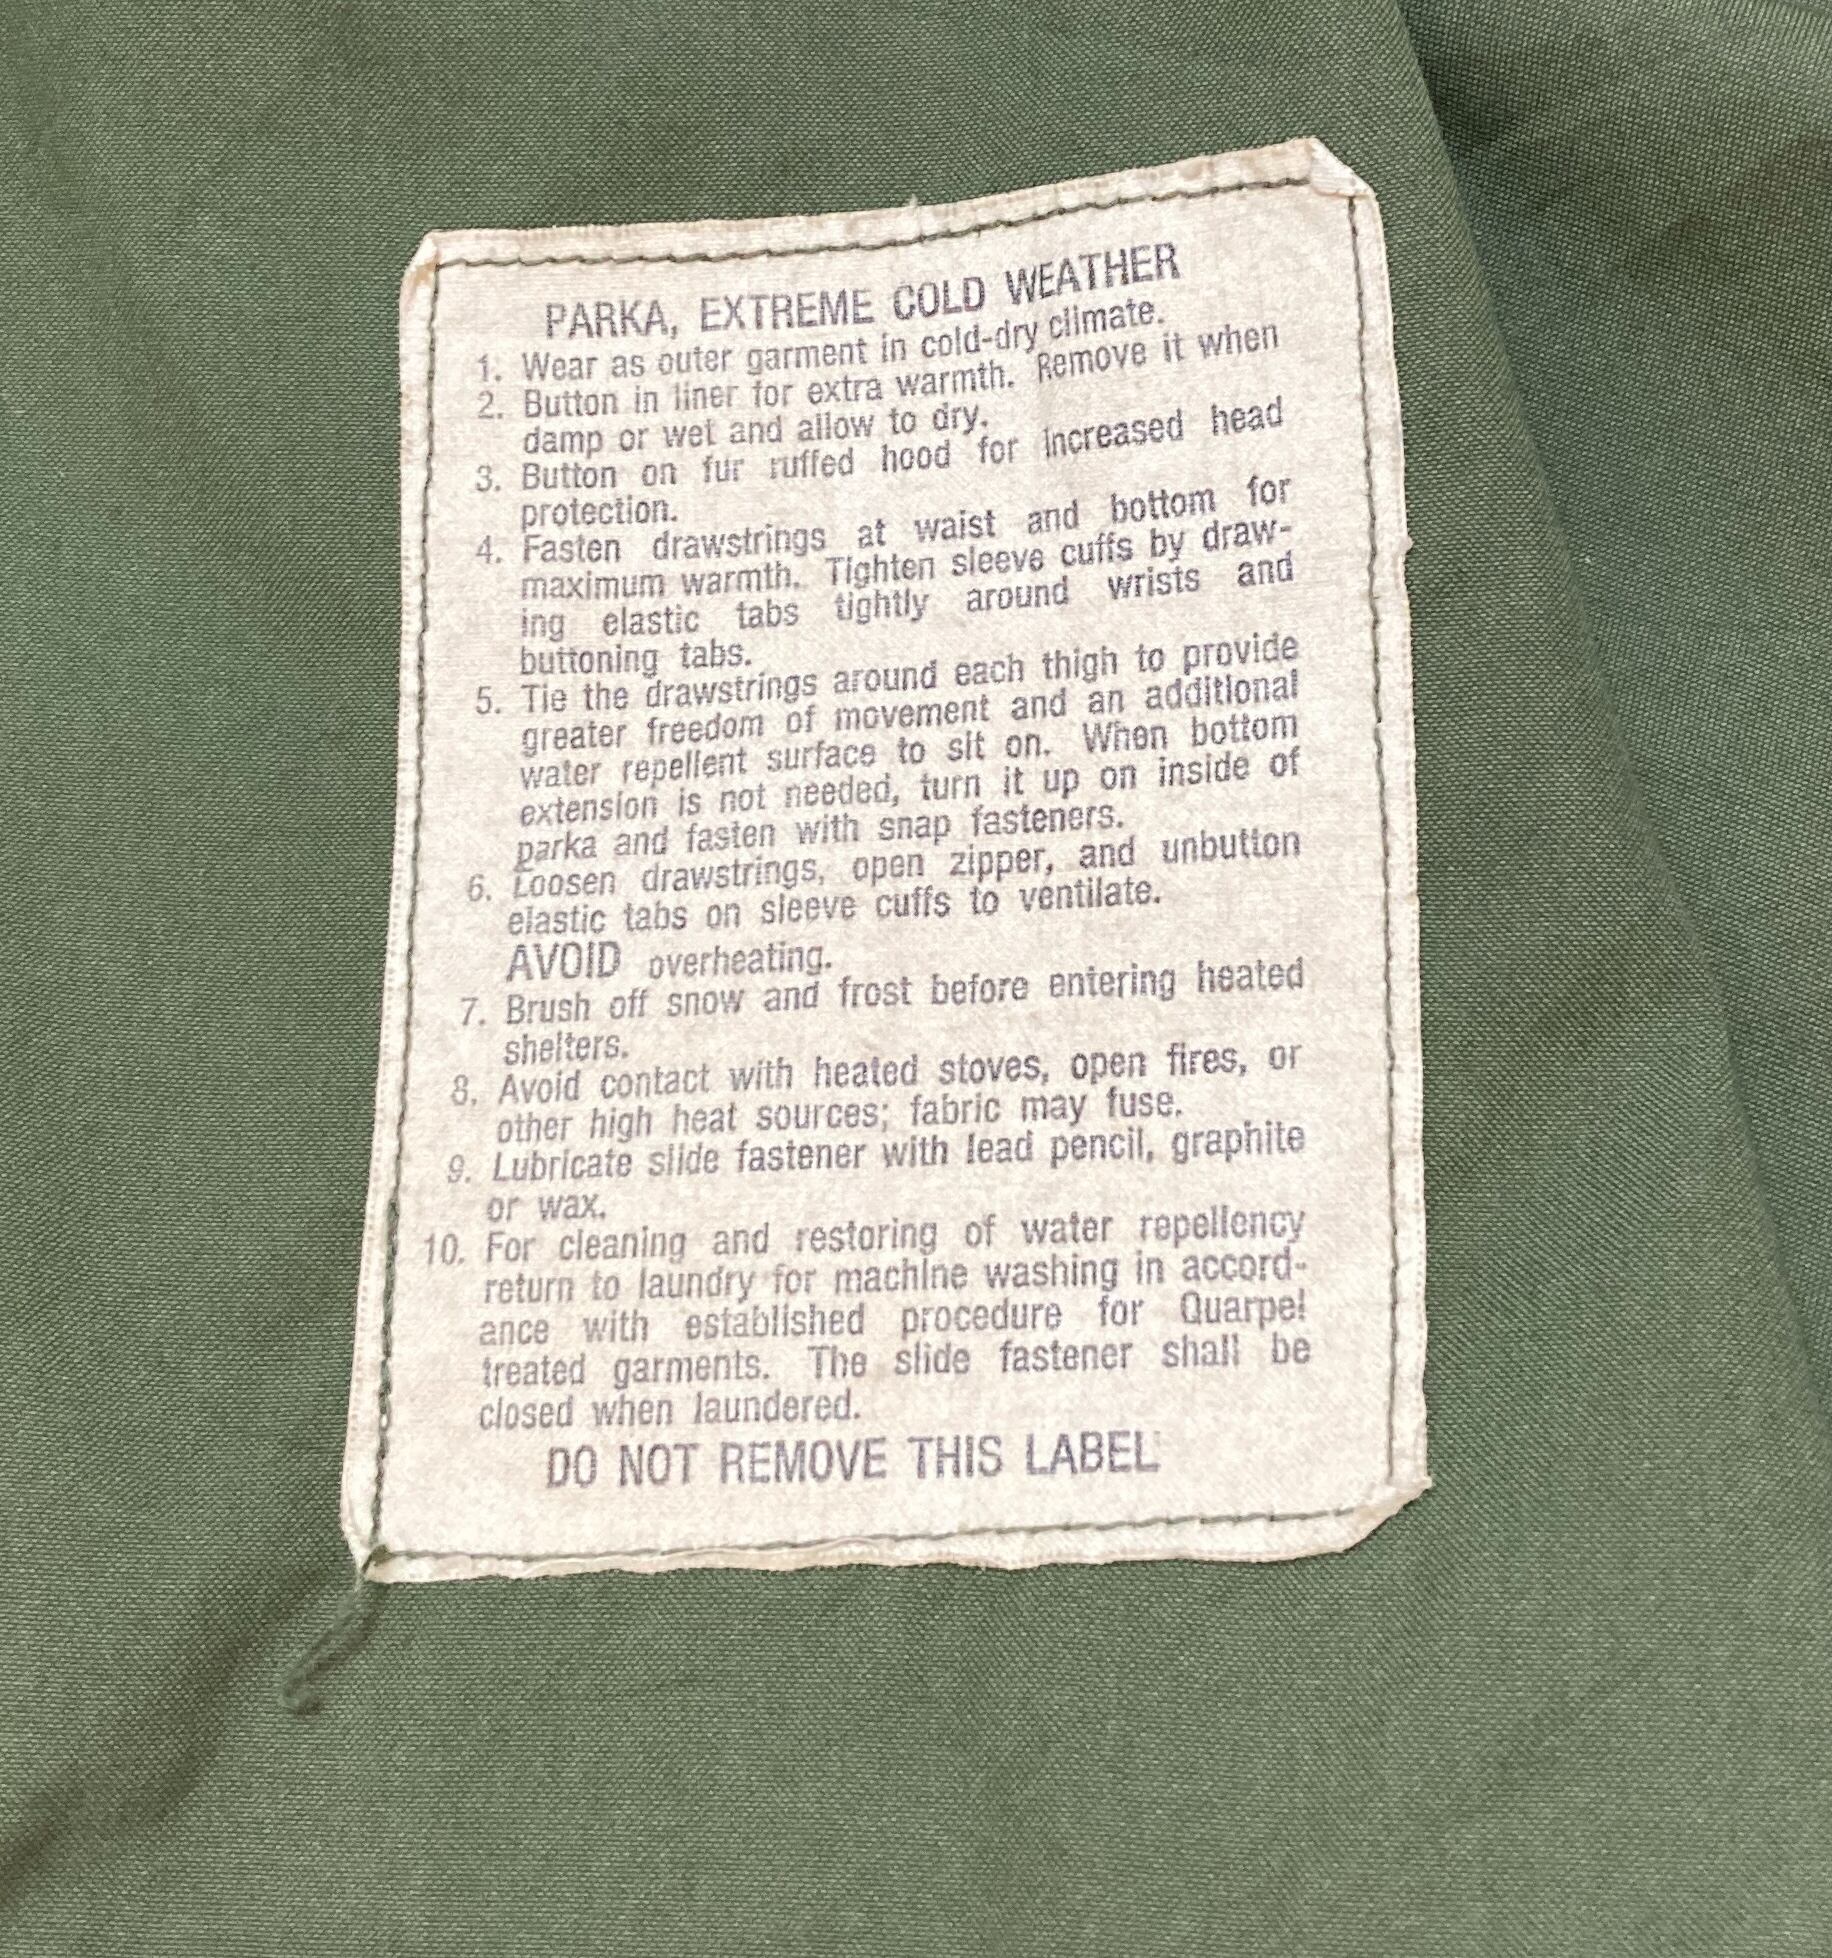 PARKA, EXTREME COLD WEATHER
1. Wear as outer garment in cold-dry climate.
2. Button in liner for extra warmth. Remove it when
damp or wet and allow to dry.
3. Button on fur ruffed hood for increased head
protection.
4. Fasten drawstrings at waist and bottom for
maximum warmth. Tighten sleeve cuffs by draw-
ing elastic tabs tightly around wrists and
buttoning tabs.
5. Tie the drawstrings around each thigh to provide
greater freedom of movement and an additional
water repellent surface to sit on. When bottom
extension is not needed, turn it up on inside of
parka and fasten with snap fasteners.
6. Loosen drawstrings, open zipper, and unbutton
elastic tabs on sleeve cuffs to ventilate.
AVOID overheating.
7. Brush off snow and frost before entering heated
shelters.
8. Avoid contact with heated stoves, open fires, or
other high heat sources; fabric may fuse.
9. Lubricate slide fastener with lead pencil, graphite
or wax.
10. For cleaning and restoring of water repellency
return to laundry for machine washing in accord-
ance with established procedure for Quarpel
treated garments. The slide fastener shall be
closed when laundered.
DO NOT REMOVE THIS LABEL